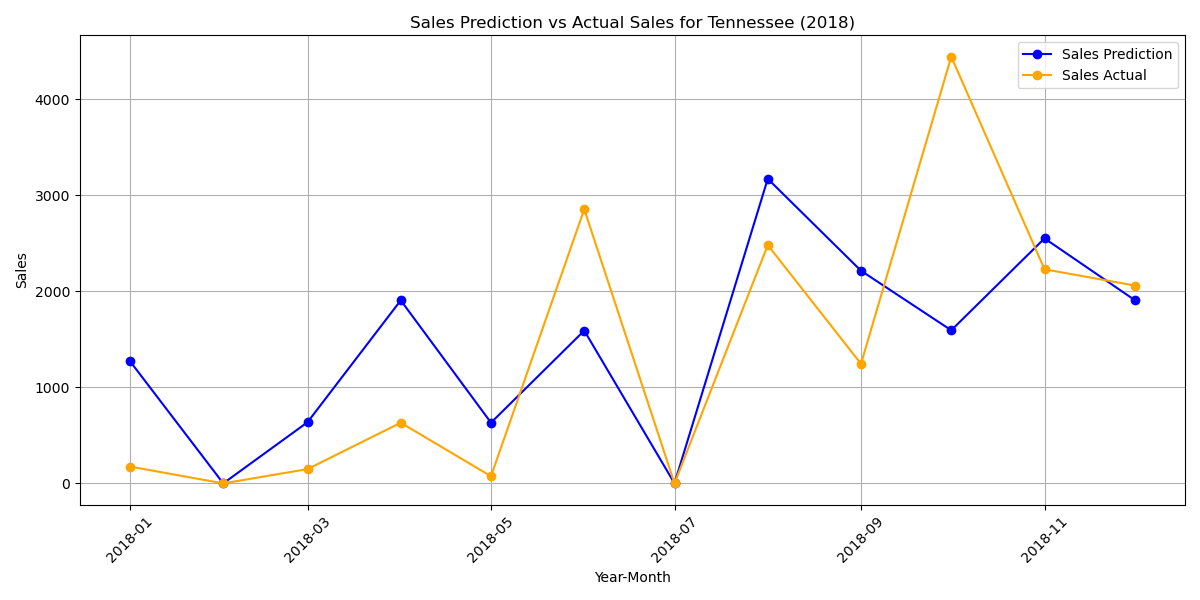 Sales Prediction vs Actual Sales for Tennessee (2018)
Sales Prediction
Sales Actual
Sales
4000
3000
2000
1000
0
2018-01
2018-03
2018-05
2018-07
2018-09
2018-11
Year-Month